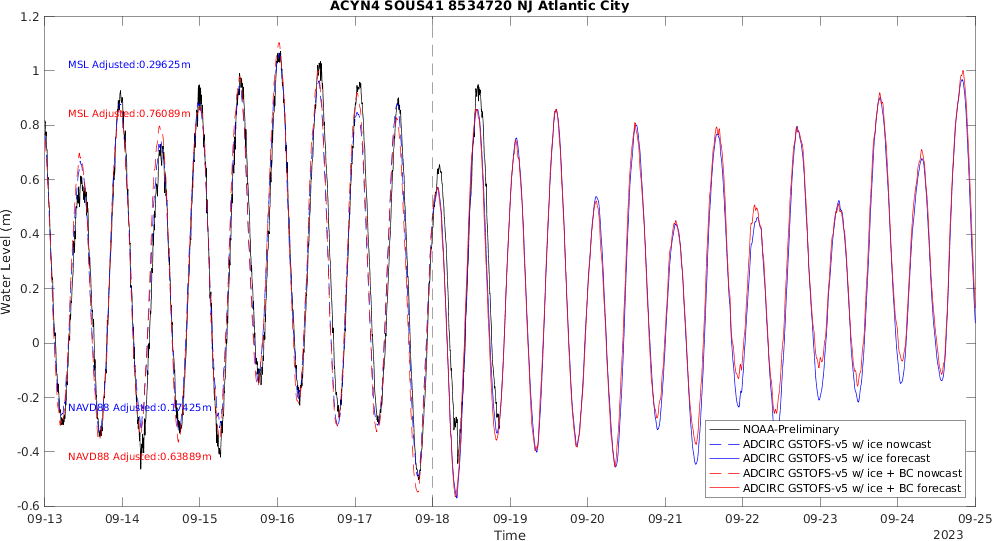 ACYN4 SOUS41 8534720 NJ Atlantic City
1.2
1
0.8
0.6
0.4
0.2
0
-0.2
-0.4
-0.6
Water Level (m)
MSL Adjusted:0.29625m
MSL Adjusted:0.76089m
NAVD88 Adjusted:0.17425m
NAVD88 Adjusted:0.63889m
NOAA-Preliminary
ADCIRC GSTOFS-v5 w/ ice nowcast
ADCIRC GSTOFS-v5 w/ ice forecast
ADCIRC GSTOFS-v5 w/ ice + BC nowcast
ADCIRC GSTOFS-v5 w/ ice + BC forecast
09-13 09-14 09-15 09-16 09-17 09-18 09-19 09-20 09-21 09-22 09-23 09-24 09-25
Time
2023